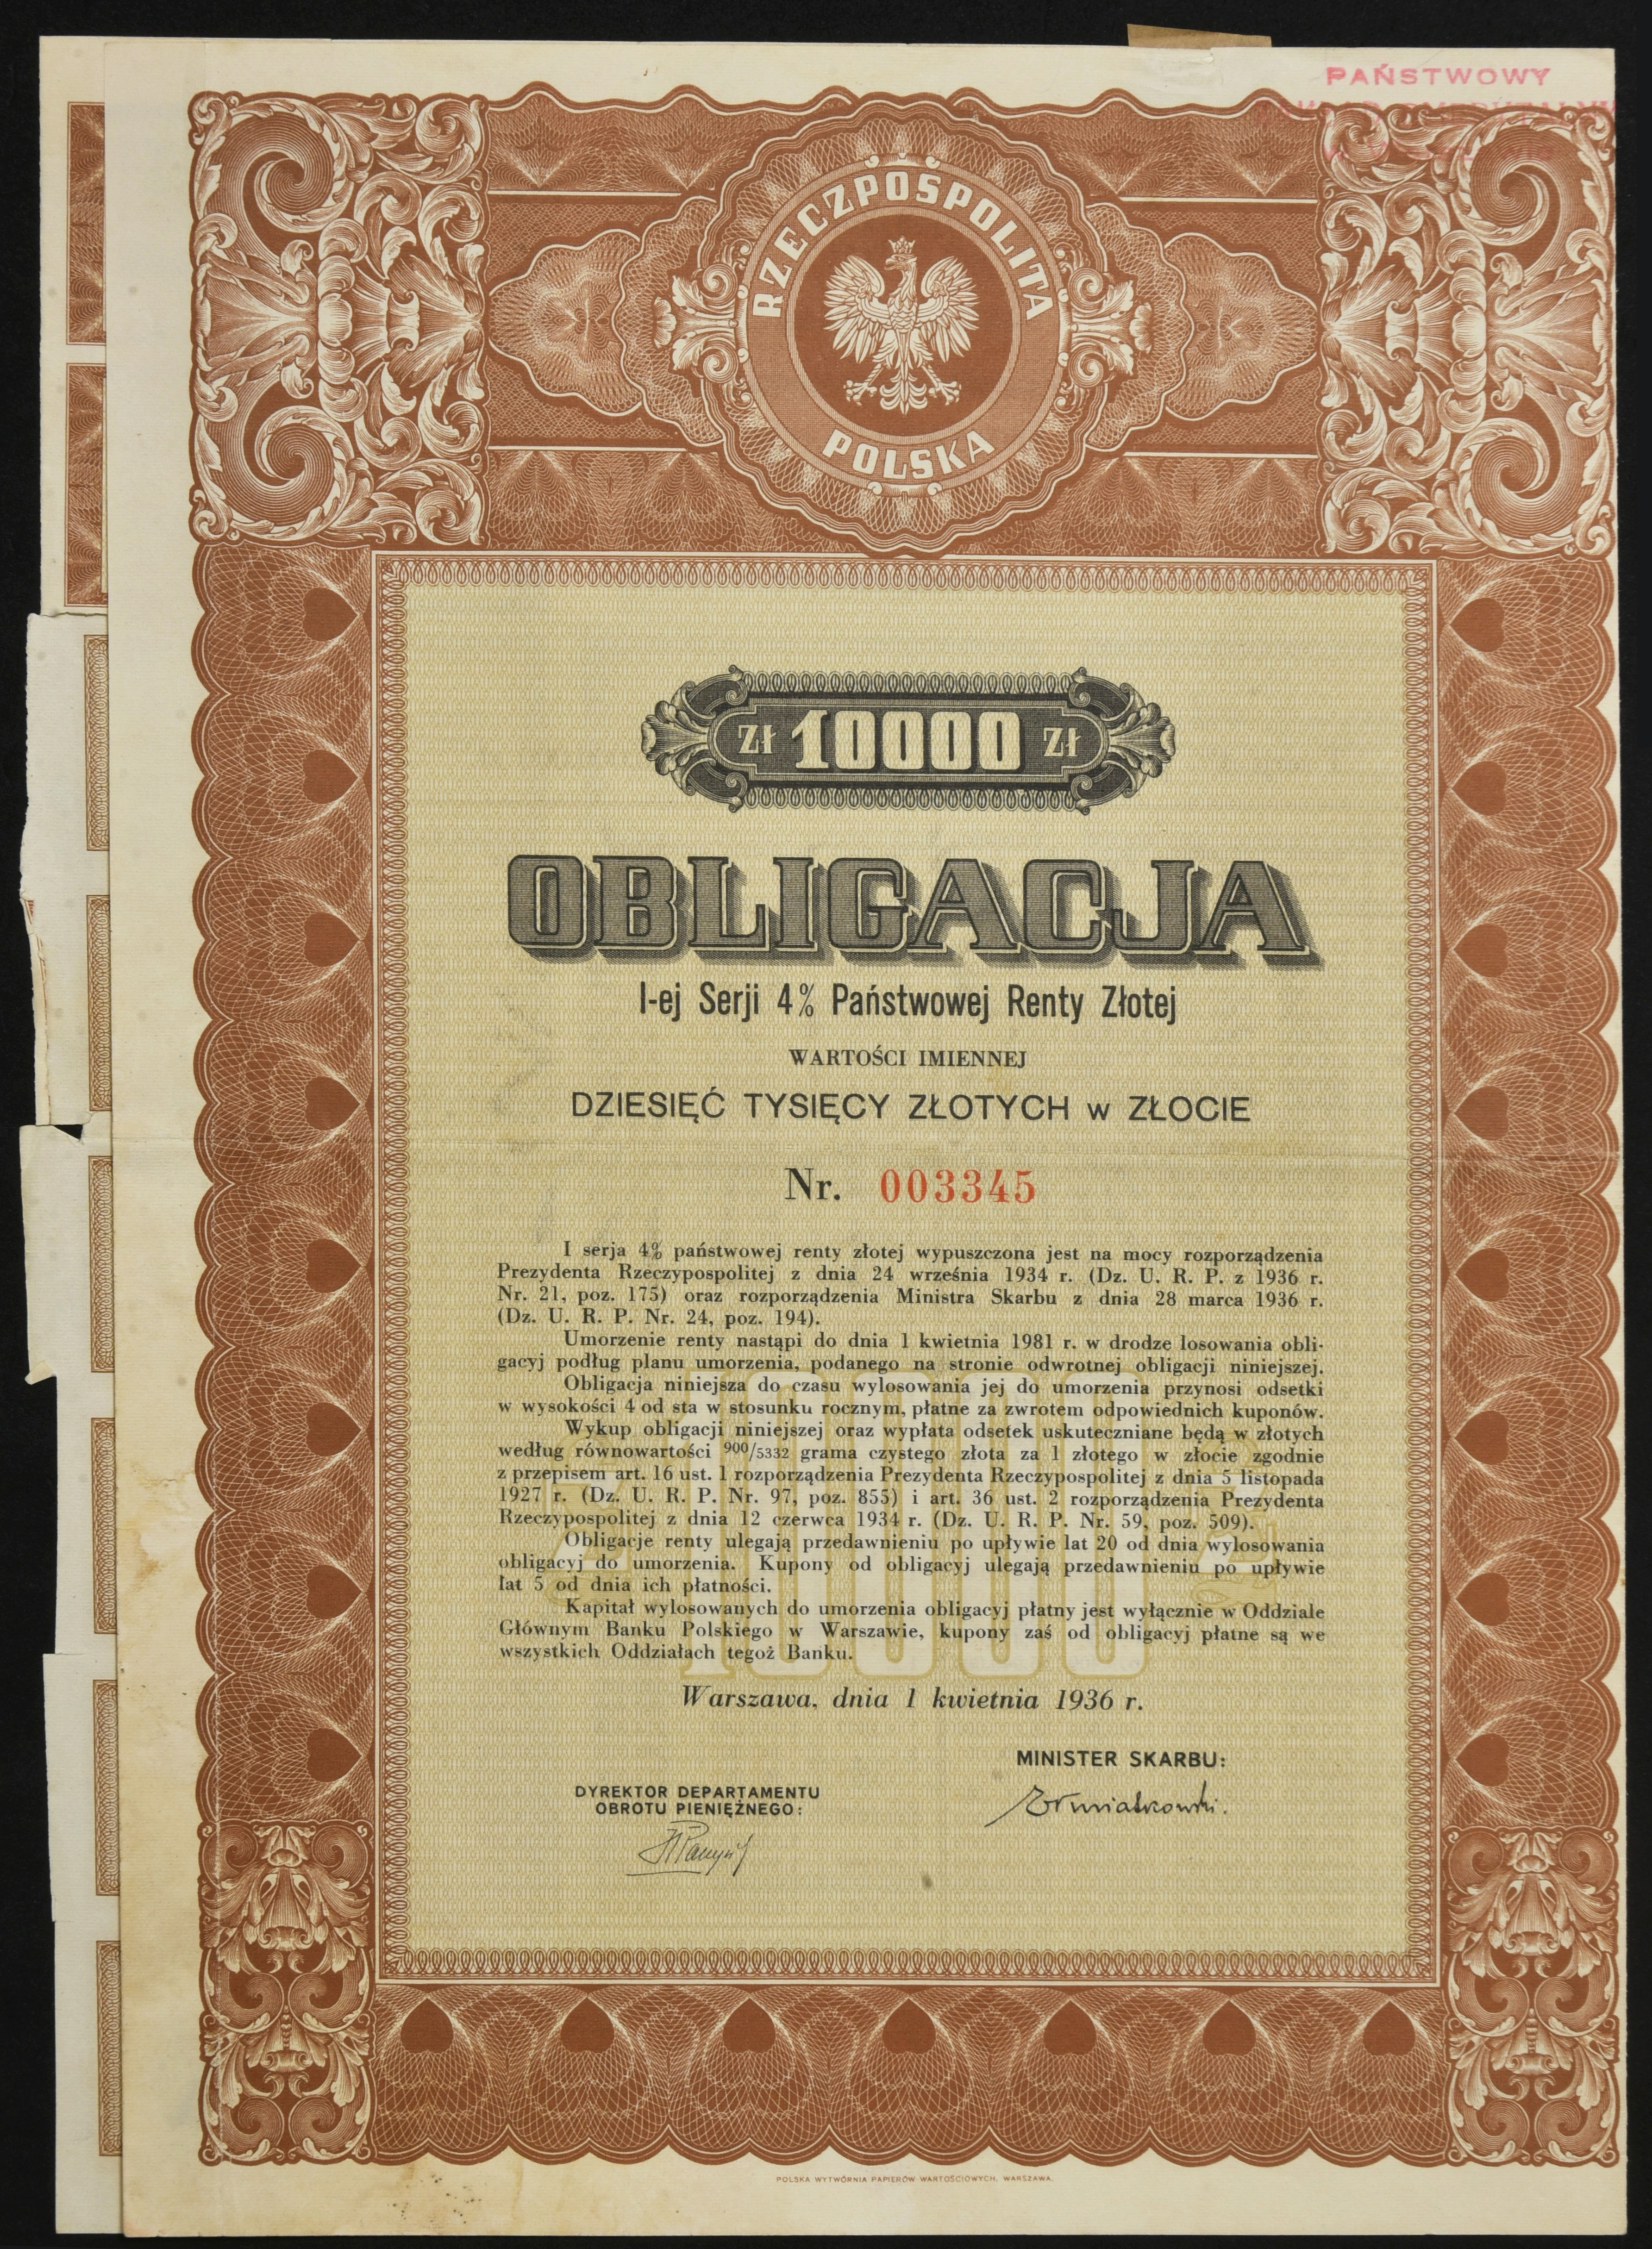 PAŃSTWOWY
RZECZPOSPOLITA
POLSKA
Zł 10000 Zł
OBLIGACJA
I-ej Serji 4% Państwowej Renty Złotej
WARTOŚCI IMIENNEJ
DZIESIĘĆ TYSIĘCY ZŁOTYCH w ZŁOCIE
Nr. 003345
I serja 4% państwowej renty złotej wypuszczona jest na mocy rozporządzenia
Prezydenta Rzeczypospolitej z dnia 24 września 1934 r. (Dz. U. R. P. z 1936 r.
Nr. 21, poz. 175) oraz rozporządzenia Ministra Skarbu z dnia 28 marca 1936 r.
(Dz. U. R. P. Nr. 24, poz. 194).
Umorzenie renty nastąpi do dnia 1 kwietnia 1981 r. w drodze losowania obli-
gacyj podług planu umorzenia, podanego na stronie odwrotnej obligacji niniejszej.
Obligacja niniejsza do czasu wylosowania jej do umorzenia przynosi odsetki
w wysokości 4 od sta w stosunku rocznym, płatne za zwrotem odpowiednich kuponów.
Wykup obligacji niniejszej oraz wypłata odsetek uskuteczniane będą w złotych
według równowartości 900/5332 grama czystego złota za 1 złotego w złocie zgodnie
z przepisem art. 16 ust. 1 rozporządzenia Prezydenta Rzeczypospolitej z dnia 5 listopada
1927 r. (Dz. U. R. P. Nr. 97, poz. 855) i art. 36 ust. 2 rozporządzenia Prezydenta
Rzeczypospolitej z dnia 12 czerwca 1934 r. (Dz. U. R. P. Nr. 59, poz. 509).
Obligacje renty ulegają przedawnieniu po upływie lat 20 od dnia wylosowania
obligacyj do umorzenia. Kupony od obligacyj ulegają przedawnieniu po upływie
lat 5 od dnia ich płatności.
Kapitał wylosowanych do umorzenia obligacyj płatny jest wyłącznie w Oddziale
Głównym Banku Polskiego w Warszawie, kupony zaś od obligacyj płatne są we
wszystkich Oddziałach tegoż Banku.
10000
Warszawa, dnia 1 kwietnia 1936 r.
MINISTER SKARBU:
DYREKTOR DEPARTAMENTU
OBROTU PIENIĘŻNEGO:
POLSKA WYTWÓRNIA PAPIERÓW WARTOŚCIOWYCH, WARSZAWA.